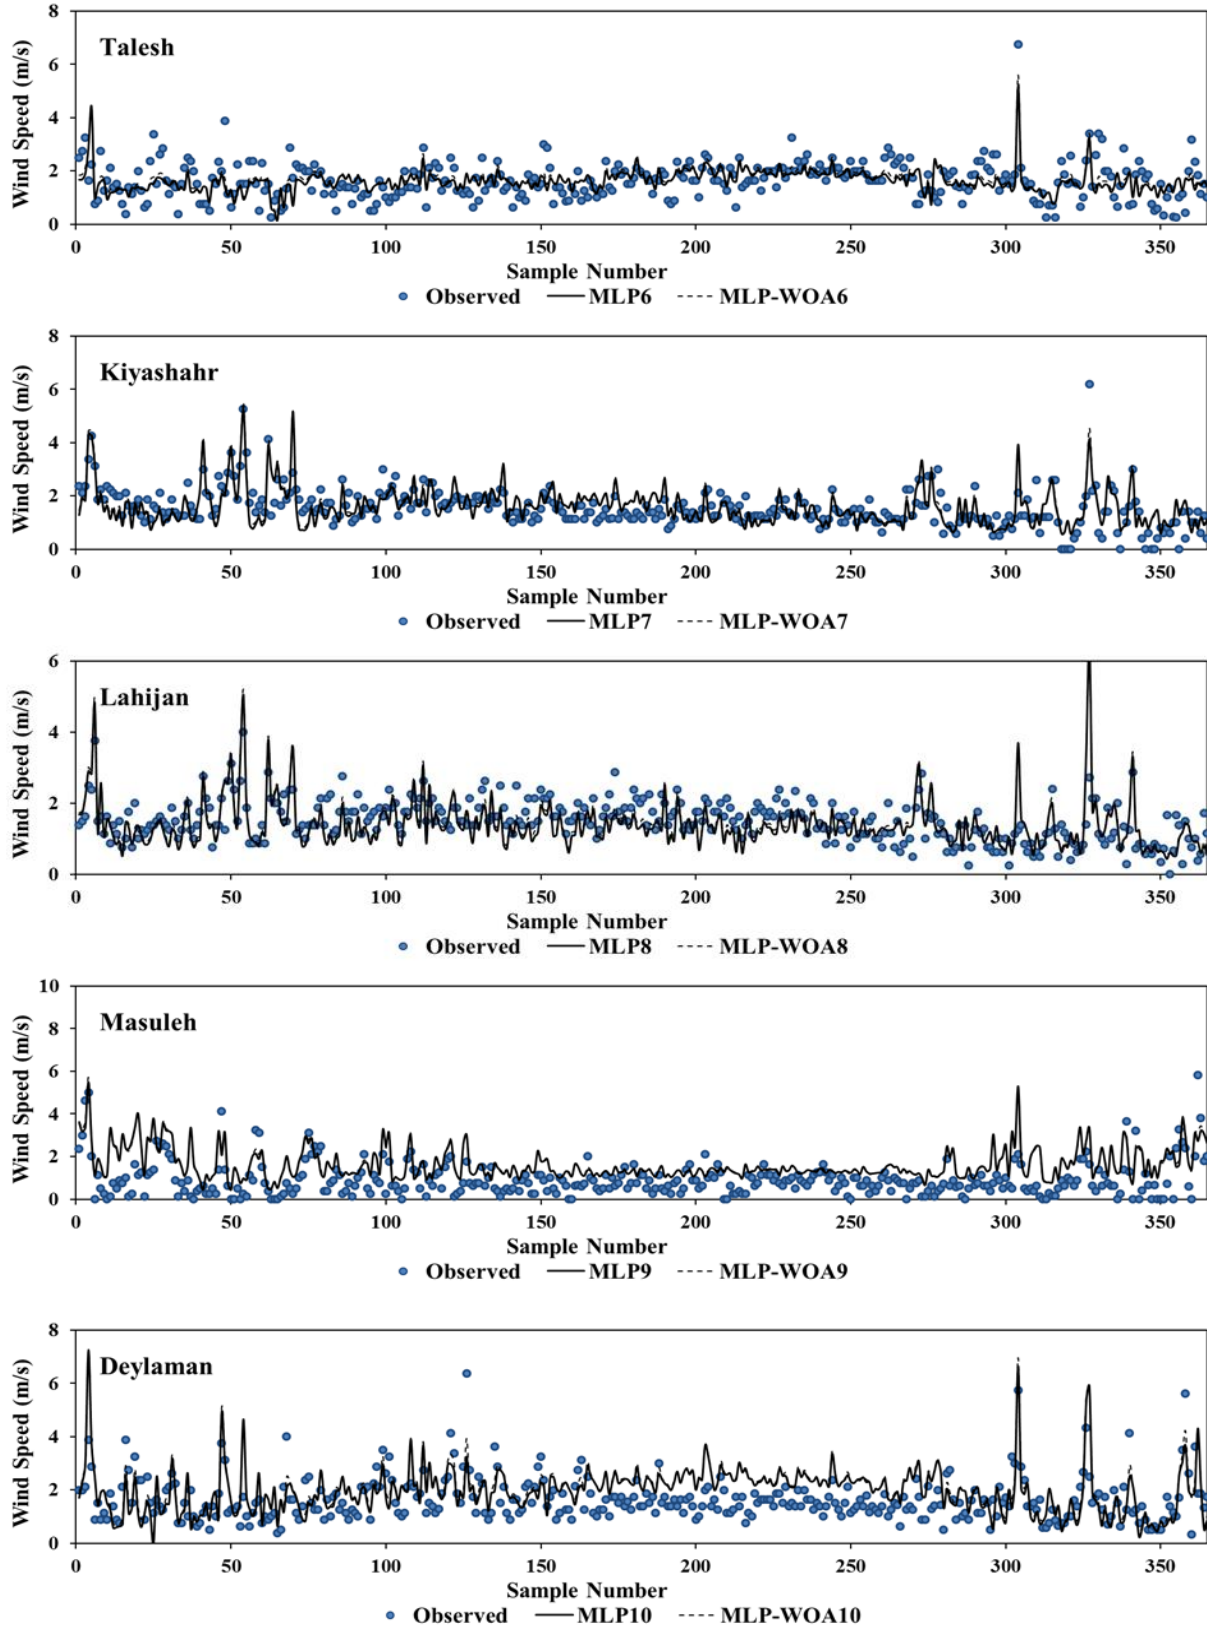 Talesh
Wind Speed (m/s)
8
6
4
2
0
0 50 100 150 200 250 300 350
Sample Number
Observed MLP6 MLP-WOA6
Kiyashahr
Wind Speed (m/s)
8
6
4
2
0
0 50 100 150 200 250 300 350
Sample Number
Observed MLP7 MLP-WOA7
Lahijan
Wind Speed (m/s)
6
4
2
0
0 50 100 150 200 250 300 350
Sample Number
Observed MLP8 MLP-WOA8
Masuleh
Wind Speed (m/s)
10
8
6
4
2
0
0 50 100 150 200 250 300 350
Sample Number
Observed MLP9 MLP-WOA9
Deylaman
Wind Speed (m/s)
8
6
4
2
0
0 50 100 150 200 250 300 350
Sample Number
Observed MLP10 MLP-WOA10